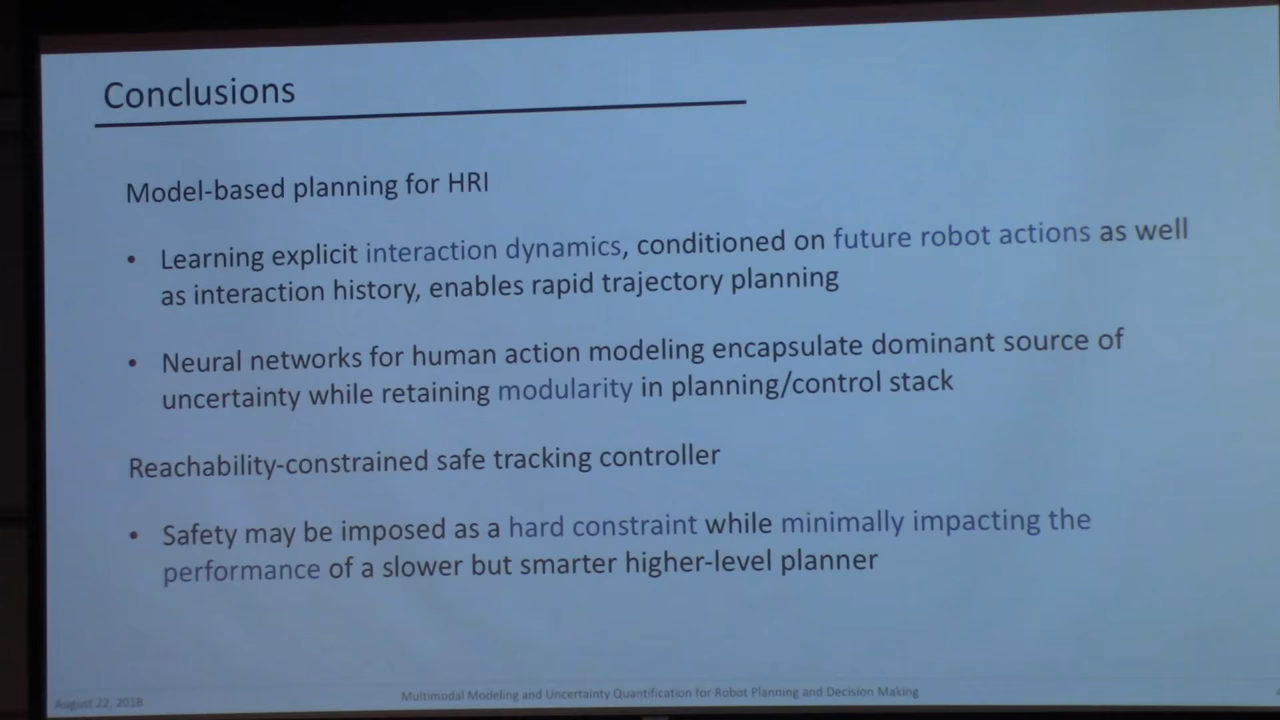 Conclusions
Model-based planning for HRI
• Learning explicit interaction dynamics, conditioned on future robot actions as well
as interaction history, enables rapid trajectory planning
• Neural networks for human action modeling encapsulate dominant source of
uncertainty while retaining modularity in planning/control stack
Reachability-constrained safe tracking controller
• Safety may be imposed as a hard constraint while minimally impacting the
performance of a slower but smarter higher-level planner
August 22, 2018
Multimodal Modeling and Uncertainty Quantification for Robot Planning and Decision Making